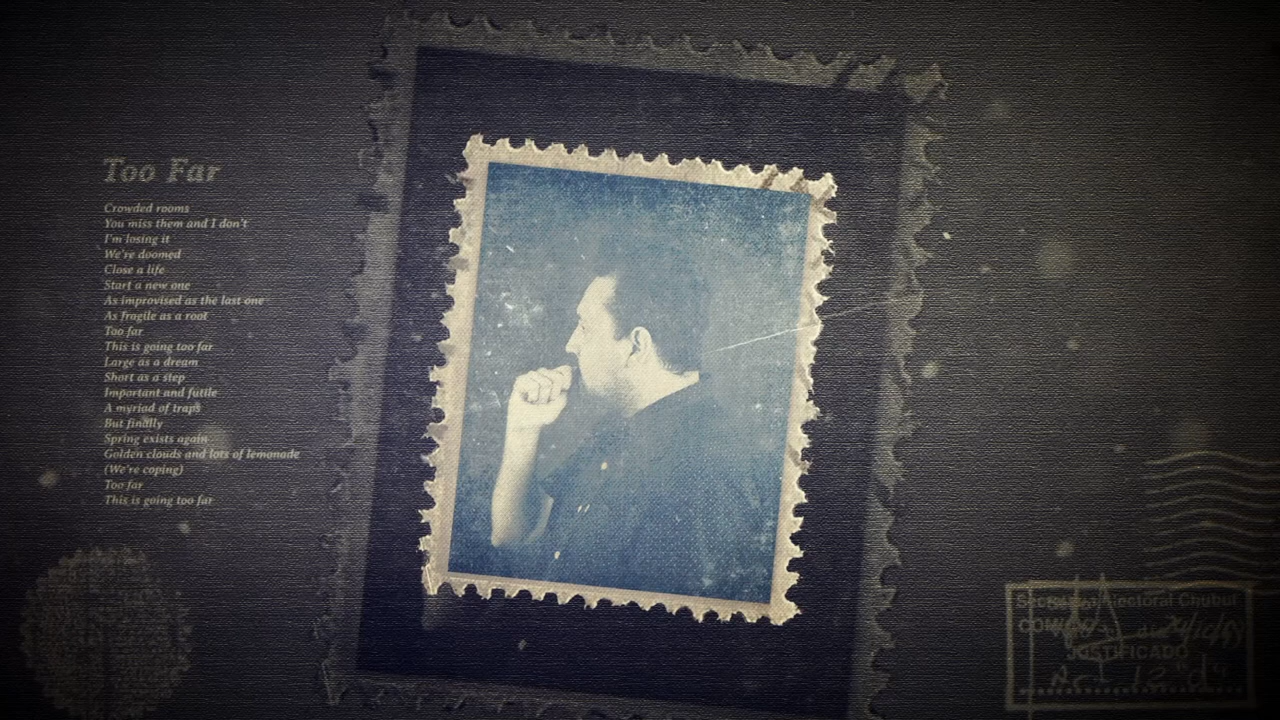 Too Far
Crowded rooms
You miss them and I don't
I'm losing it
We're doomed
Close a life
Start a new one
As improvised as the last one
As fragile as a root
Too far
This is going too far
Large as a dream
Short as a step
Important and futile
A myriad of traps
But finally
Spring exists again
Golden clouds and lots of lemonade
(We're coping)
Too far
This is going too far
Electoral Chubut
JUSTIFICADO